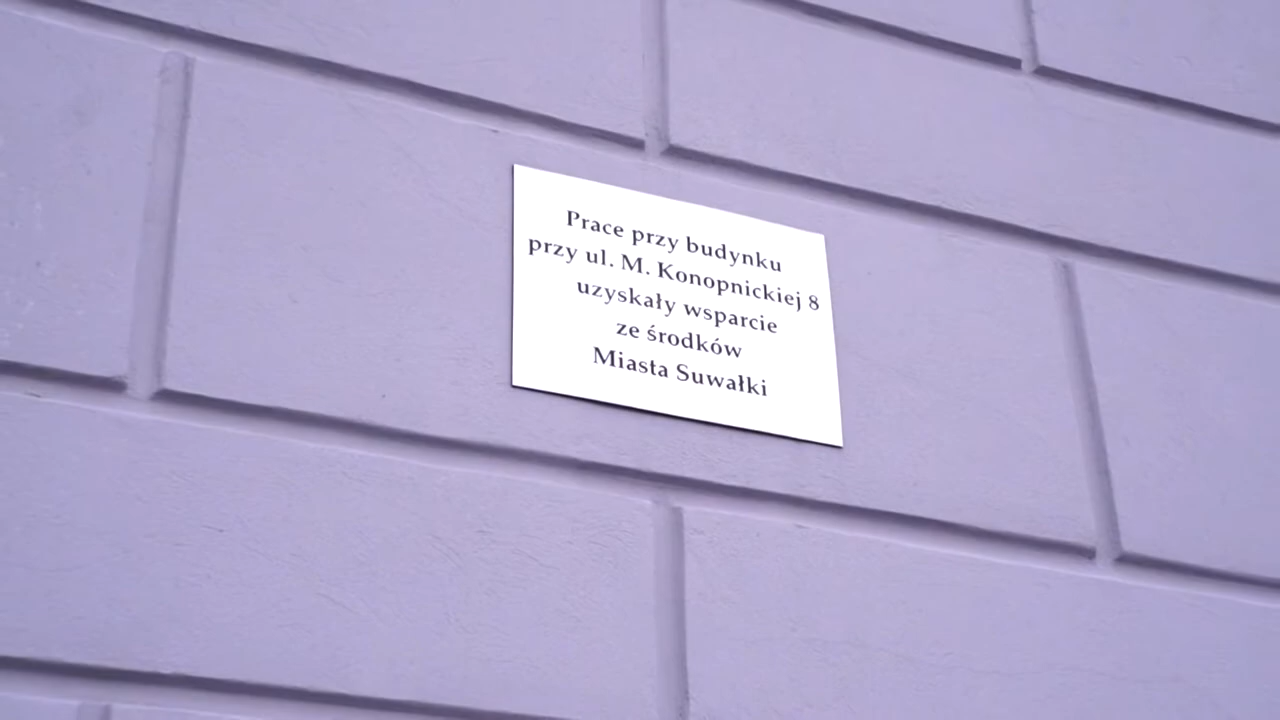 Prace przy budynku
przy ul. M. Konopnickiej 8
uzyskały wsparcie
ze środków
Miasta Suwałki